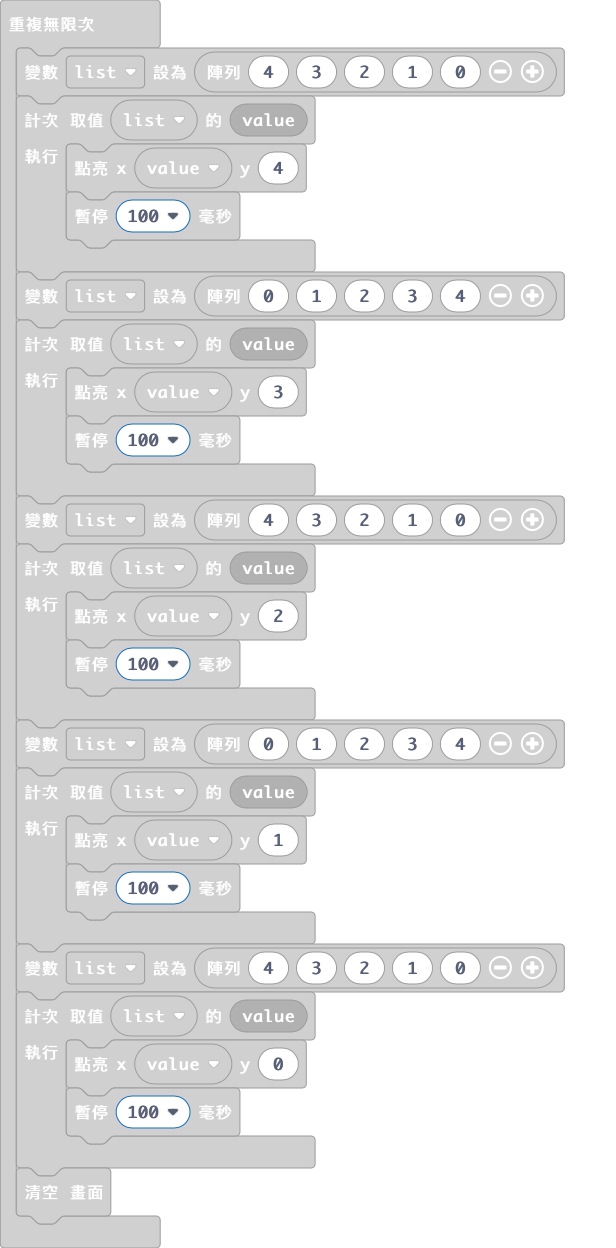 重複無限次
變數 list 設為 陣列 4 3 2 1 0
計次 取值 list 的 value
執行
點亮 x value y 4
暫停 100 毫秒
變數 list 設為 陣列 0 1 2 3 4
計次 取值 list 的 value
執行
點亮 x value y 3
暫停 100 毫秒
變數 list 設為 陣列 4 3 2 1 0
計次 取值 list 的 value
執行
點亮 x value y 2
暫停 100 毫秒
變數 list 設為 陣列 0 1 2 3 4
計次 取值 list 的 value
執行
點亮 x value y 1
暫停 100 毫秒
變數 list 設為 陣列 4 3 2 1 0
計次 取值 list 的 value
執行
點亮 x value y 0
暫停 100 毫秒
清空 畫面